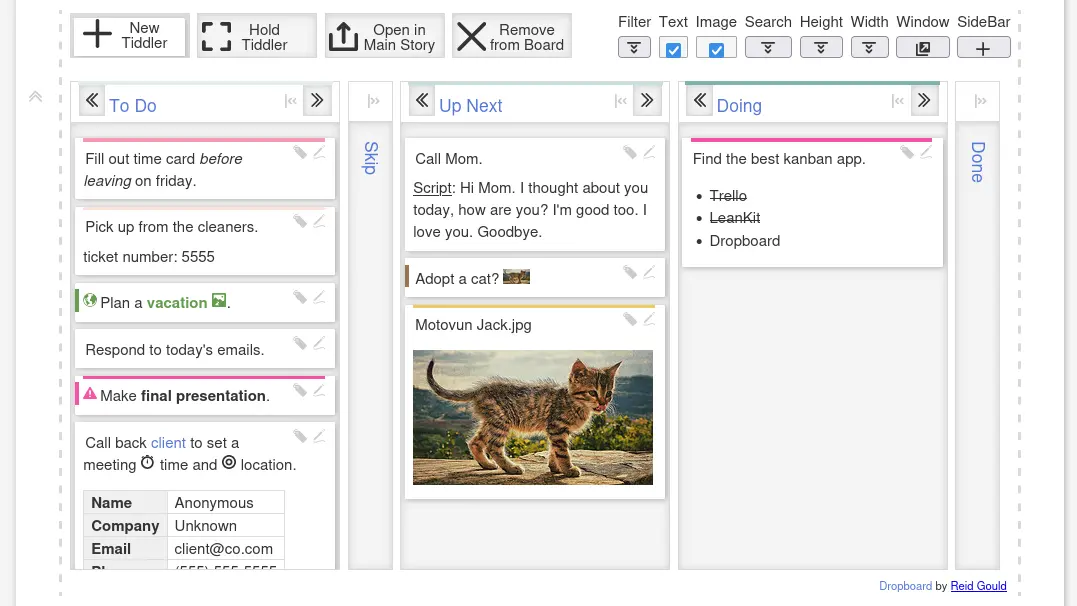 New
Tiddler
Hold
Tiddler
Open in
Main Story
Remove
from Board
Filter Text Image Search Height Width Window SideBar
To Do
Fill out time card before
leaving on friday.
Pick up from the cleaners.
ticket number: 5555
Plan a vacation .
Respond to today's emails.
Make final presentation.
Call back client to set a
meeting time and location.
Name Anonymous
Company Unknown
Email client@co.com
Skip
Up Next
Call Mom.
Script: Hi Mom. I thought about you
today, how are you? I'm good too. I
love you. Goodbye.
Adopt a cat?
Motovun Jack.jpg
Doing
Find the best kanban app.
• Trello
• LeanKit
• Dropboard
Done
Dropboard by Reid Gould